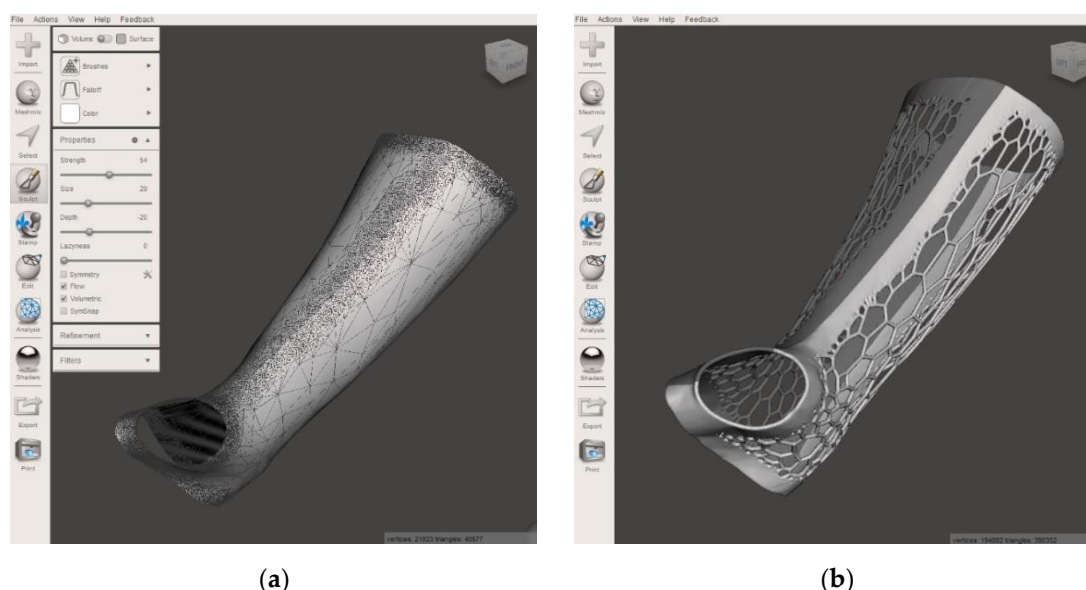 File Actions View Help Feedback
Import
Meshmix
Select
Sculpt
Stamp
Edit
Analysis
Shaders
Export
Print
Volume Surface
Brushes
Falloff
Color
Properties
Strength 54
Size 29
Depth -20
Lazyness 0
Symmetry
Flow
Volumetric
SymSnap
Refinement
Filters
FRONT
vertices: 21023 triangles: 40577
(a)
File Actions View Help Feedback
Import
Meshmix
Select
Sculpt
Stamp
Edit
Analysis
Shaders
Export
Print
(b)